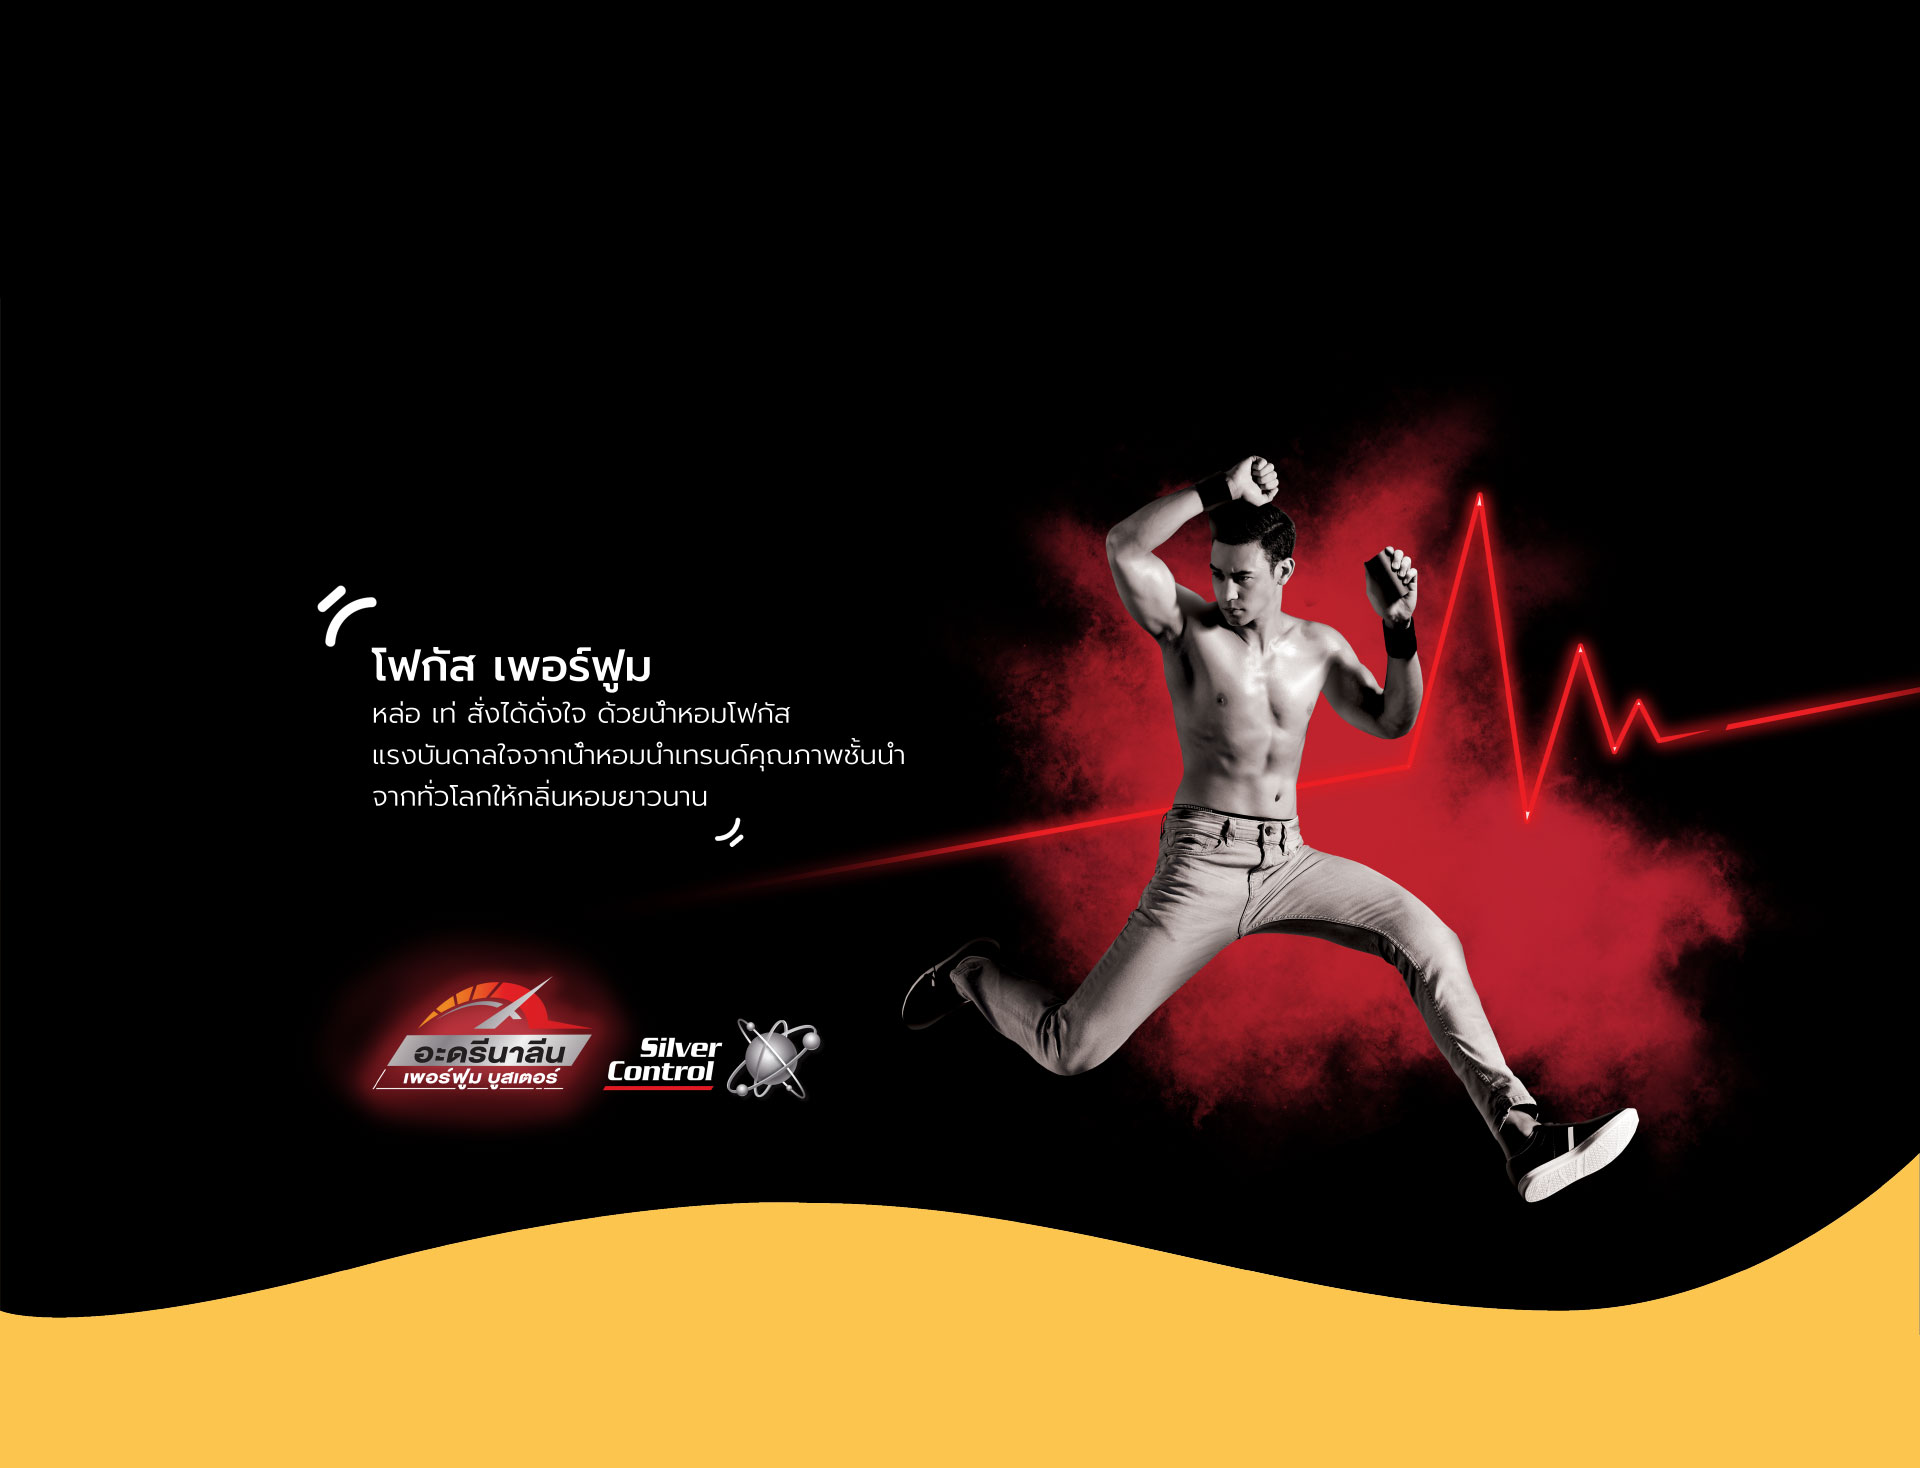 โฟกัส เพอร์ฟูม
หล่อ เท่ สั่งได้ดั่งใจ ด้วยน้ำหอมโฟกัส
แรงบันดาลใจจากน้ำหอมนำเทรนด์คุณภาพชั้นนำ
จากทั่วโลกให้กลิ่นหอมยาวนาน
อะดรีนาลีน
เพอร์ฟูม บูสเตอร์
Silver
Control